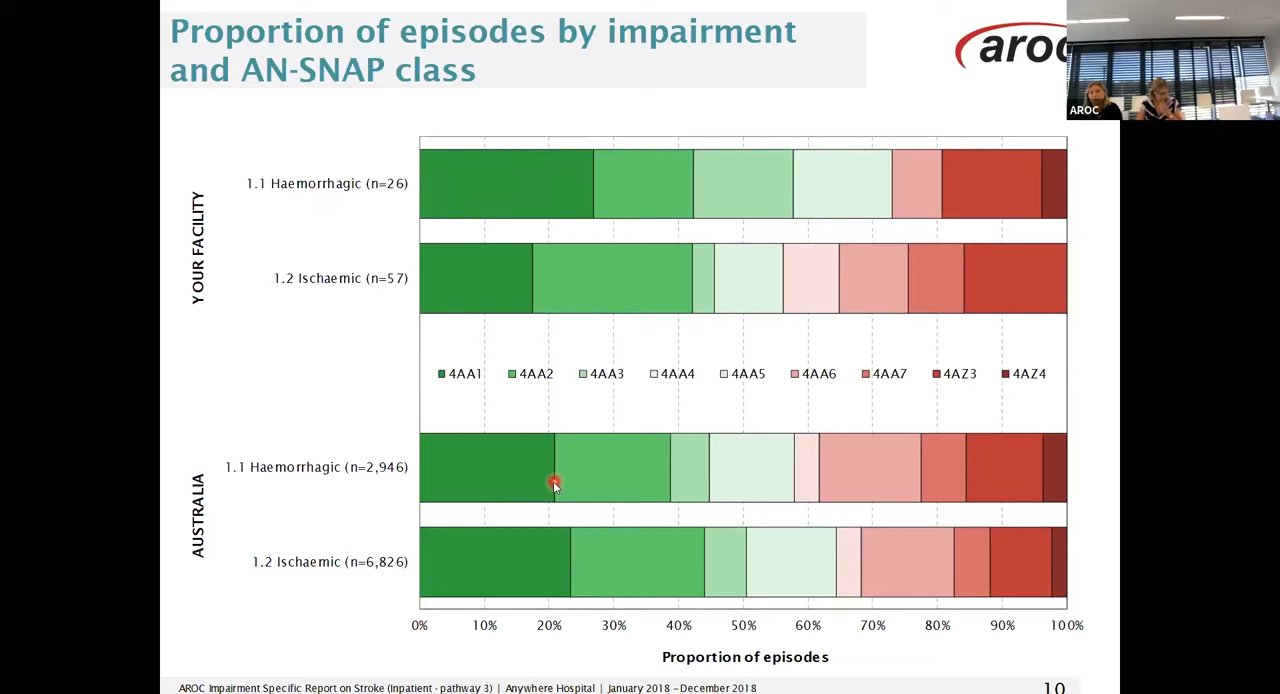 Proportion of episodes by impairment
and AN-SNAP class
aroc
AROC
YOUR FACILITY
1.1 Haemorrhagic (n=26)
1.2 Ischaemic (n=57)
4AA1 4AA2 4AA3 4AA4 4AA5 4AA6 4AA7 4AZ3 4AZ4
AUSTRALIA
1.1 Haemorrhagic (n=2,946)
1.2 Ischaemic (n=6,826)
0% 10% 20% 30% 40% 50% 60% 70% 80% 90% 100%
Proportion of episodes
AROC Impairment Specific Report on Stroke (Inpatient - pathway 3) | Anywhere Hospital | January 2018 – December 2018
10